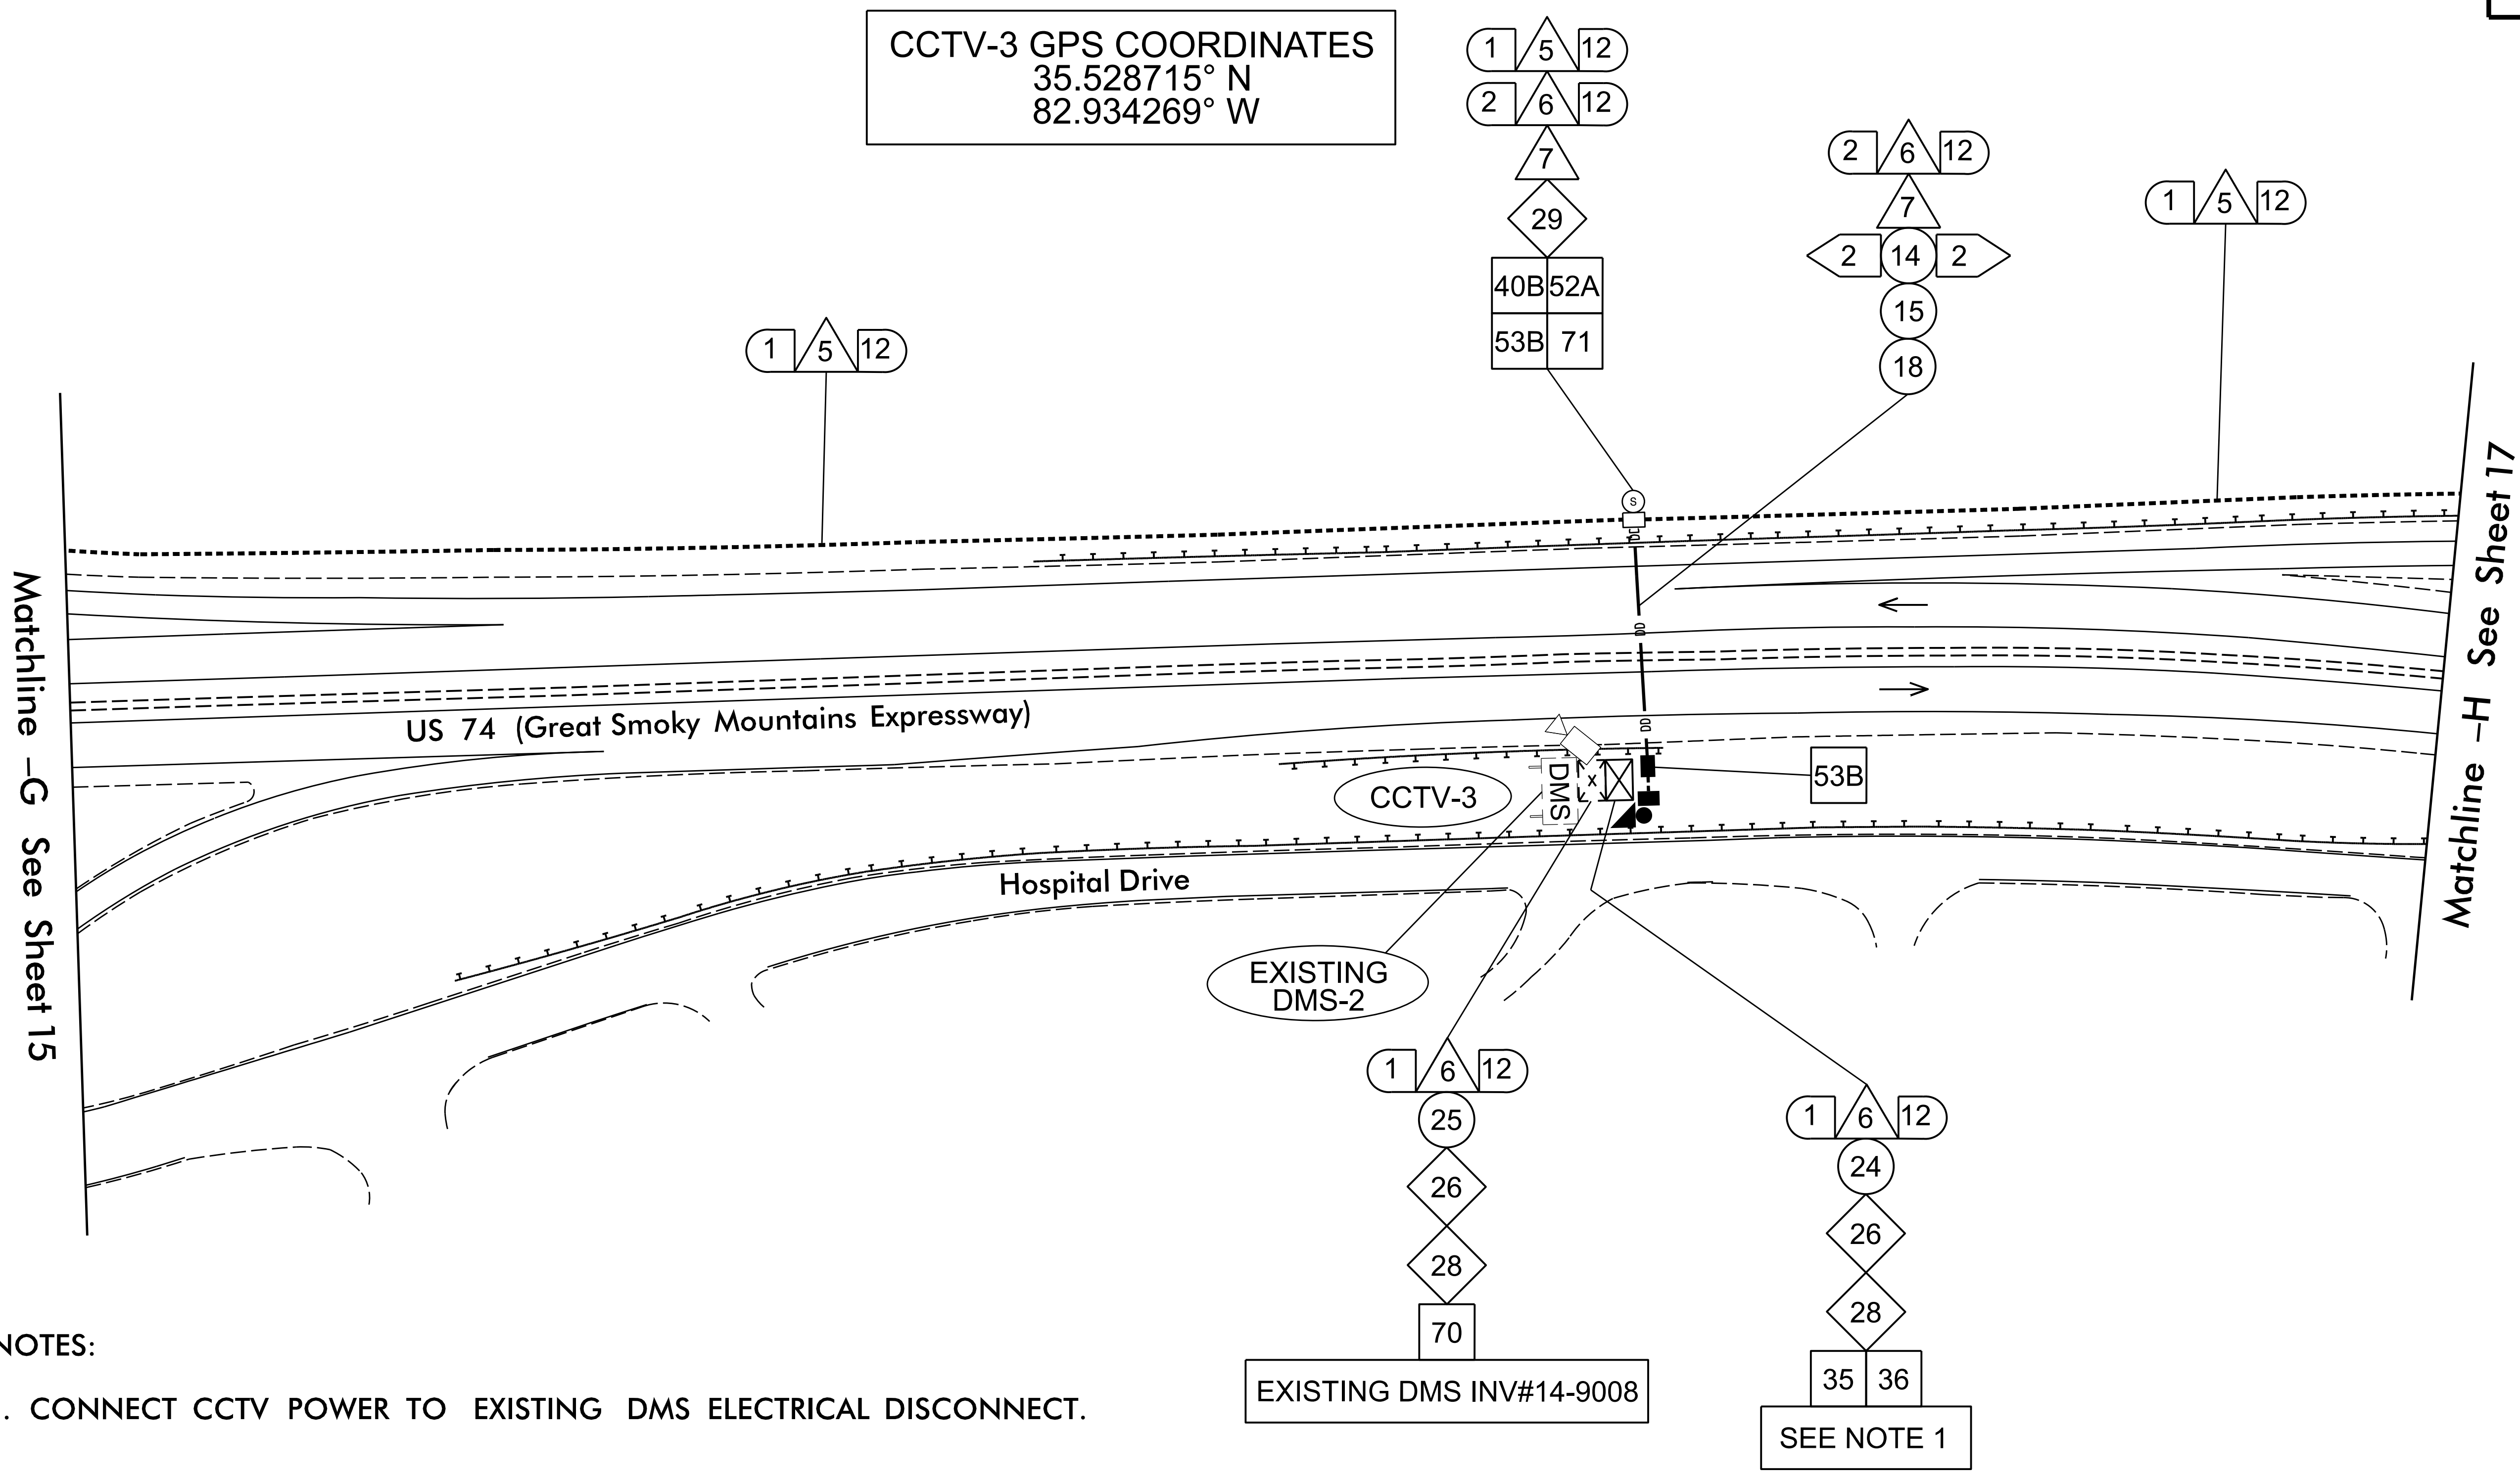 CCTV-3 GPS COORDINATES
35.528715° N
82.934269° W
1 5 12
2 6 12
7
29
40B 52A
53B 71
2 6 12
7
2 14 2
15
18
1 5 12
1 5 12
S
DD
DD
DD
Matchline -G See Sheet 15
Matchline -H See Sheet 17
US 74 (Great Smoky Mountains Expressway)
CCTV-3
DMS
X
53B
Hospital Drive
EXISTING
DMS-2
1 6 12
25
26
28
70
EXISTING DMS INV#14-9008
1 6 12
24
26
28
35 36
SEE NOTE 1
NOTES:
. CONNECT CCTV POWER TO EXISTING DMS ELECTRICAL DISCONNECT.